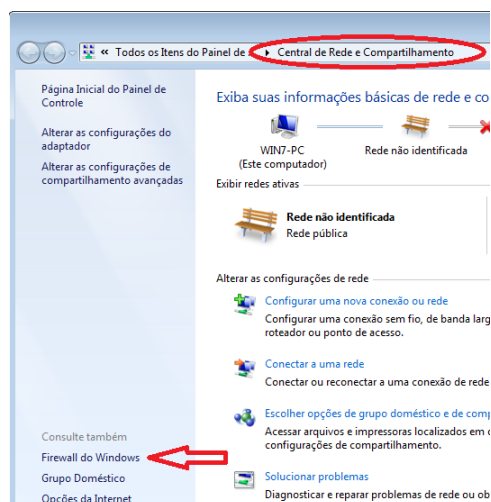 « Todos os Itens do Painel de ... ▸ Central de Rede e Compartilhamento
Página Inicial do Painel de
Controle
Alterar as configurações do
adaptador
Alterar as configurações de
compartilhamento avançadas
Exiba suas informações básicas de rede e co
WIN7-PC
(Este computador)
Rede não identificada
Exibir redes ativas
Rede não identificada
Rede pública
Alterar as configurações de rede
Configurar uma nova conexão ou rede
Configurar uma conexão sem fio, de banda larg
roteador ou ponto de acesso.
Conectar a uma rede
Conectar ou reconectar a uma conexão de rede
Escolher opções de grupo doméstico e de comp
Acessar arquivos e impressoras localizados em
configurações de compartilhamento.
Solucionar problemas
Diagnosticar e reparar problemas de rede ou ob
Consulte também
Firewall do Windows
Grupo Doméstico
Opções da Internet